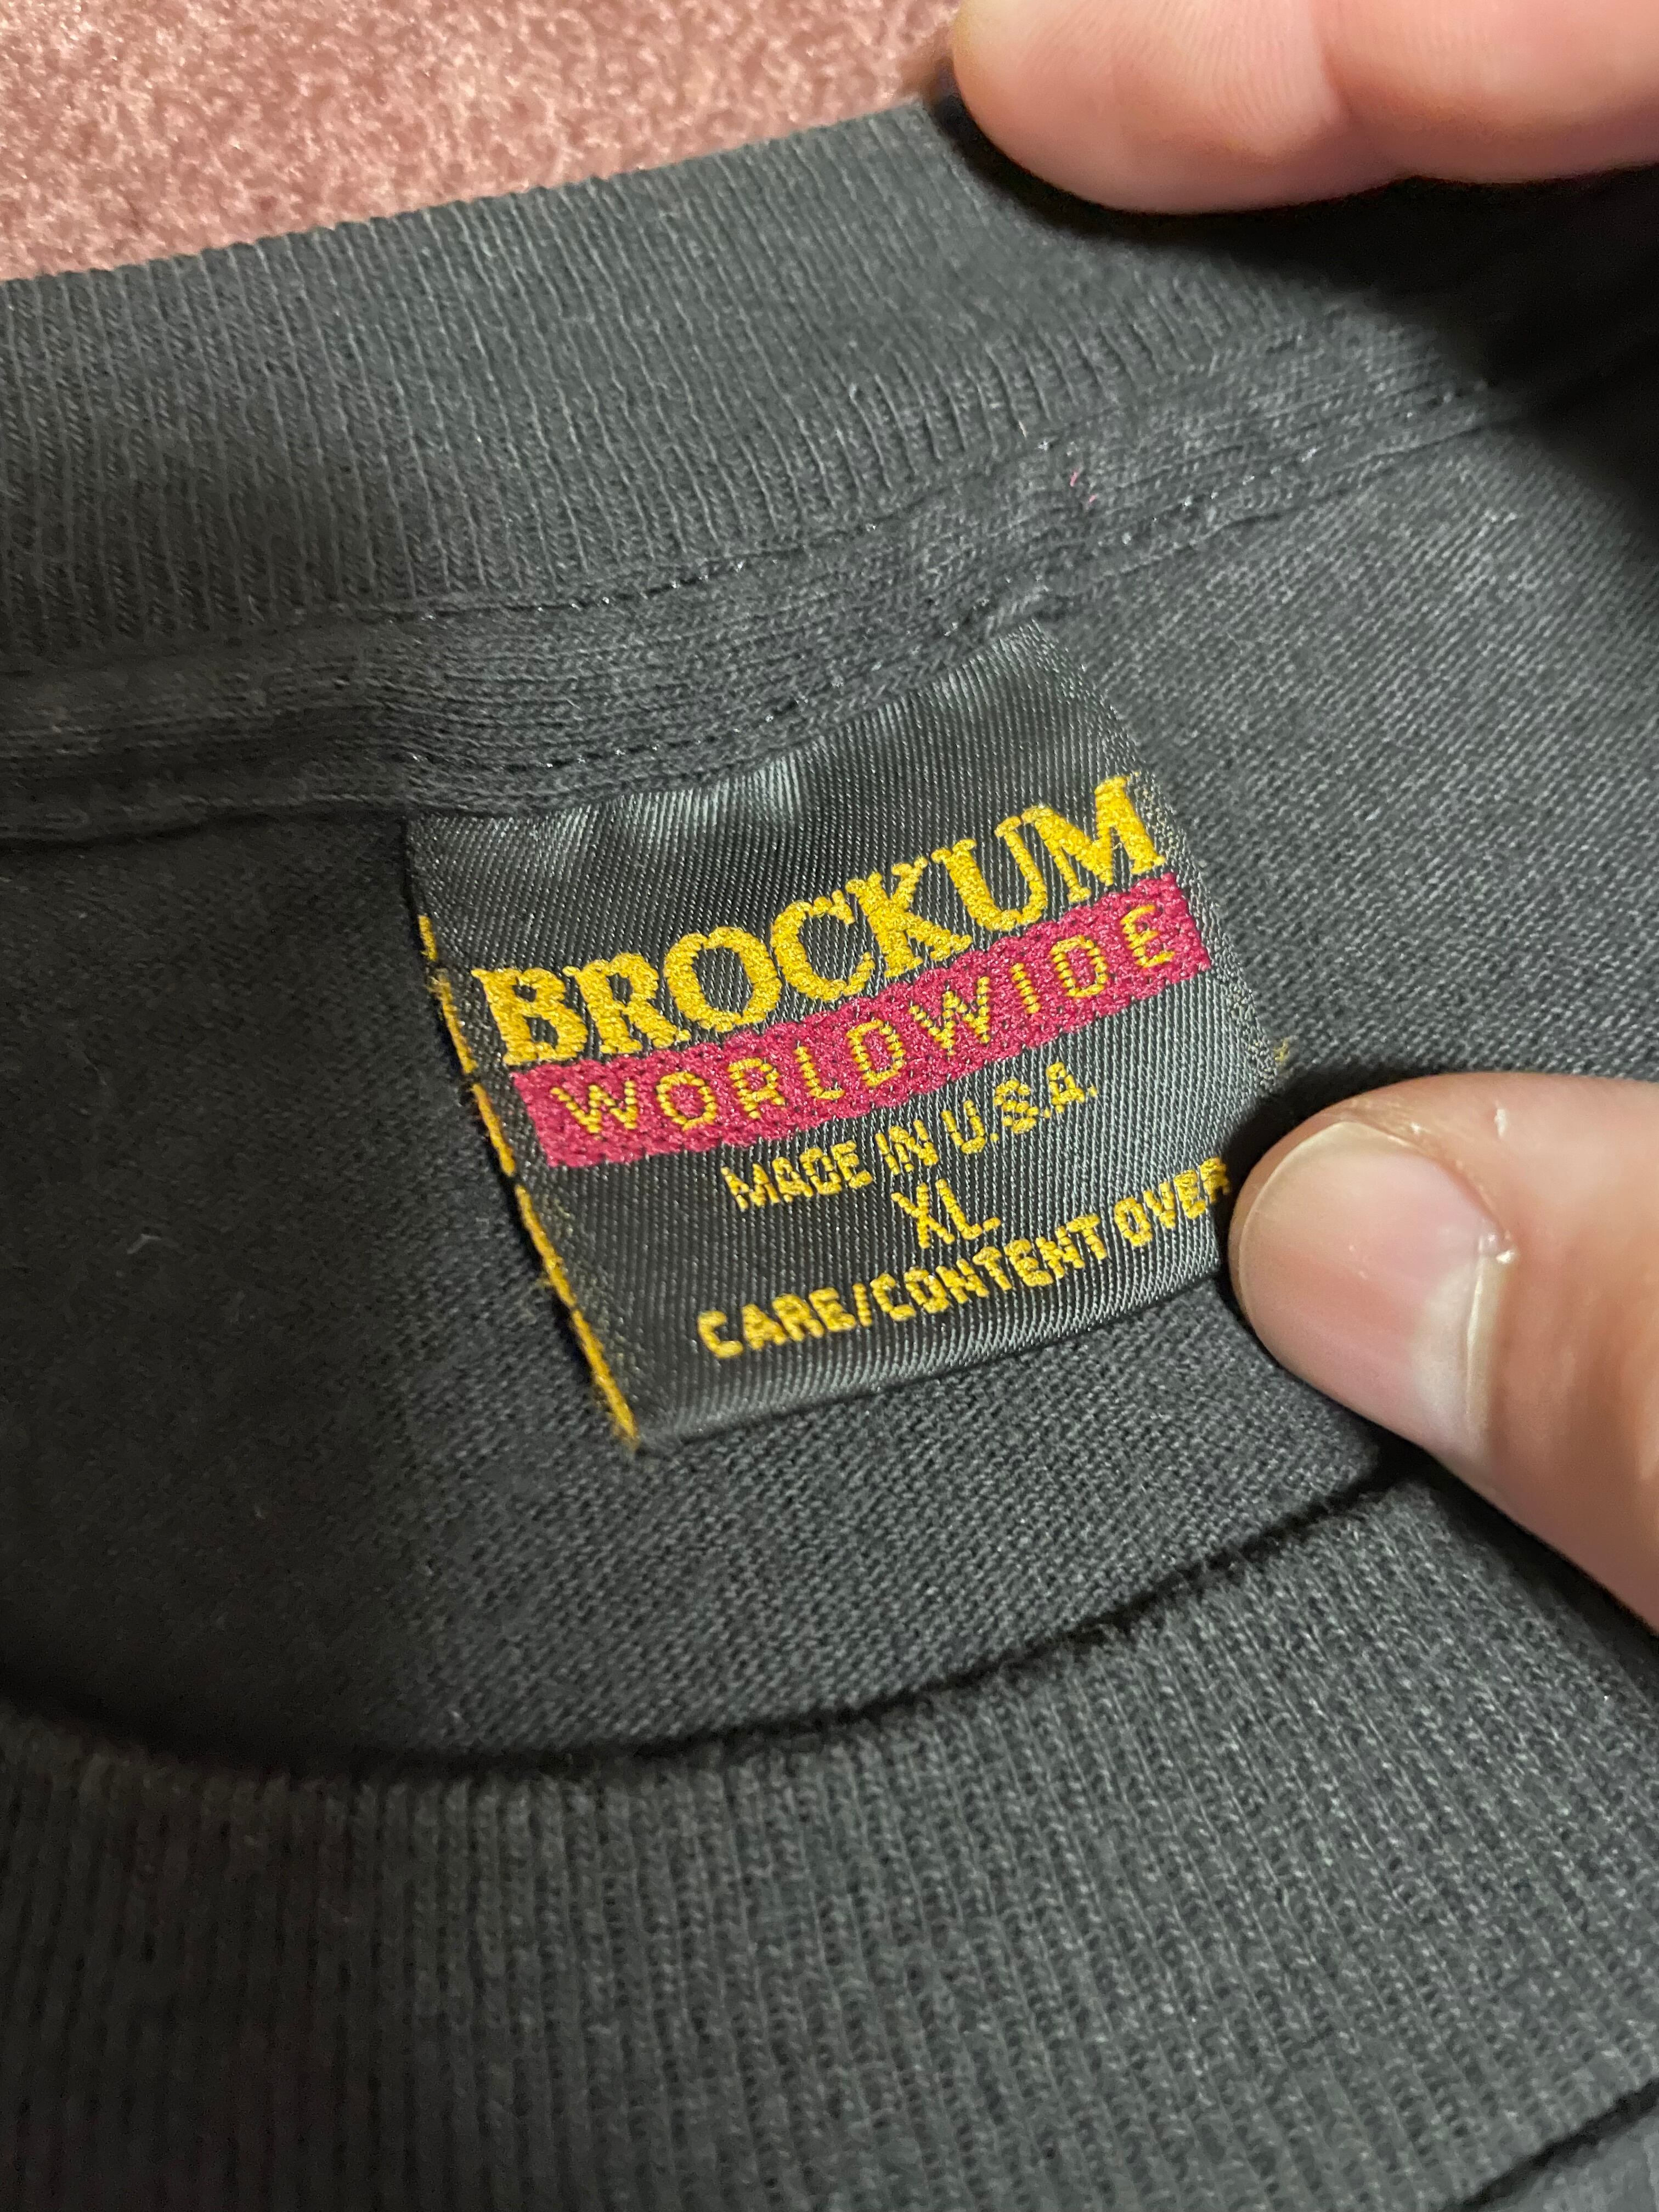 BROCKUM
WORLDWIDE
MADE IN U.S.A.
XL
CARE/CONTENT OVER